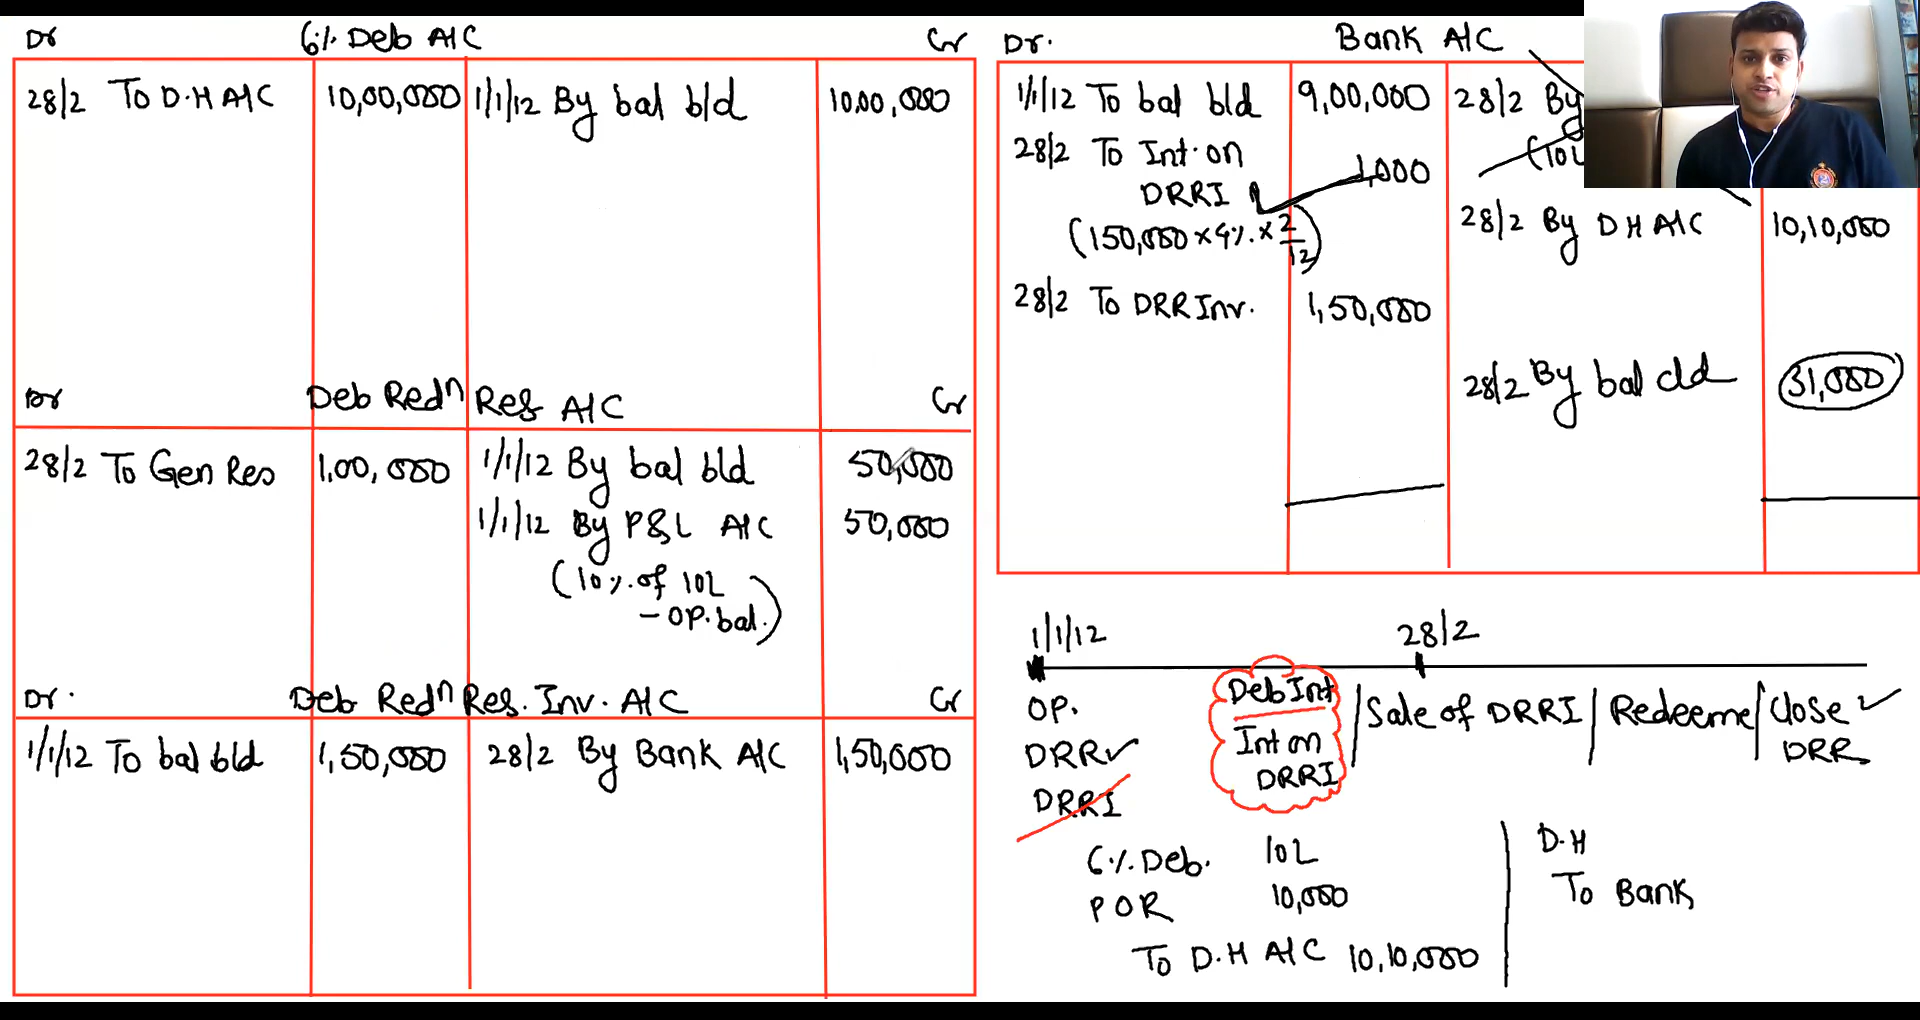 Dr 6% Deb A/C Cr
28/2 To D.H A/C 10,00,000 1/1/12 By bal b/d 10,00,000
Dr Deb Redⁿ Res A/C Cr
28/2 To Gen Res 1,00,000 1/1/12 By bal b/d 50,000
1/1/12 By P&L A/C 50,000
(10% of 10L
- OP. bal.)
Dr. Deb Redⁿ Res. Inv. A/C Cr
1/1/12 To bal b/d 1,50,000 28/2 By Bank A/C 1,50,000
Dr. Bank A/C
1/1/12 To bal b/d 9,00,000 28/2 By
28/2 To Int. on (10L
DRRI 1,000
(150,000 × 4% × 2/12)
28/2 By D H A/C 10,10,000
28/2 To DRR Inv. 1,50,000
28/2 By bal c/d 31,000
1/1/12 28/2
OP. Deb Int Sale of DRRI Redeeme Close ✓
DRR ✓ Int on DRR
DRRI DRRI
6% Deb. 10L
POR 10,000
To D.H A/C 10,10,000
D.H
To Bank